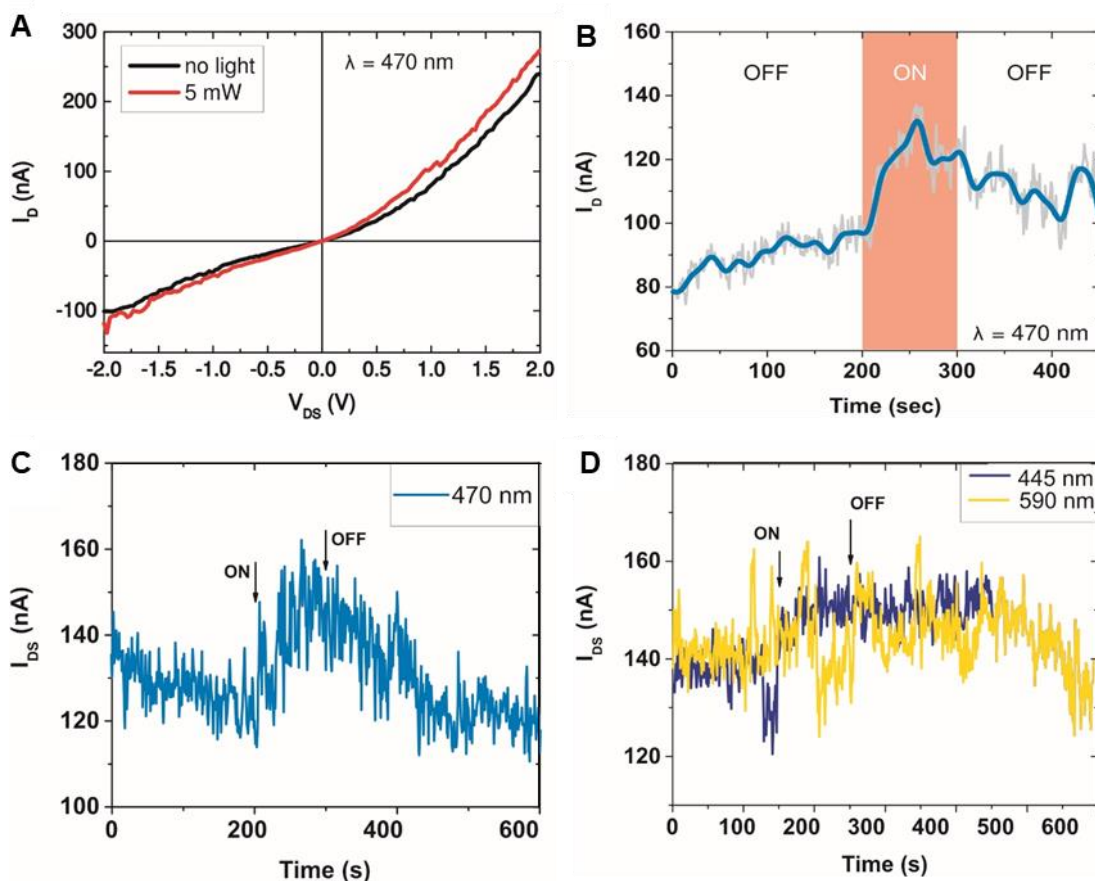 A
I_D (nA)
300
200
100
0
-100
no light
5 mW
λ = 470 nm
-2.0 -1.5 -1.0 -0.5 0.0 0.5 1.0 1.5 2.0
V_DS (V)
B
I_D (nA)
160
140
120
100
80
60
OFF ON OFF
λ = 470 nm
0 100 200 300 400
Time (sec)
C
I_DS (nA)
180
160
140
120
100
470 nm
ON
OFF
0 200 400 600
Time (s)
D
I_DS (nA)
180
160
140
120
445 nm
590 nm
ON
OFF
0 100 200 300 400 500 600
Time (s)